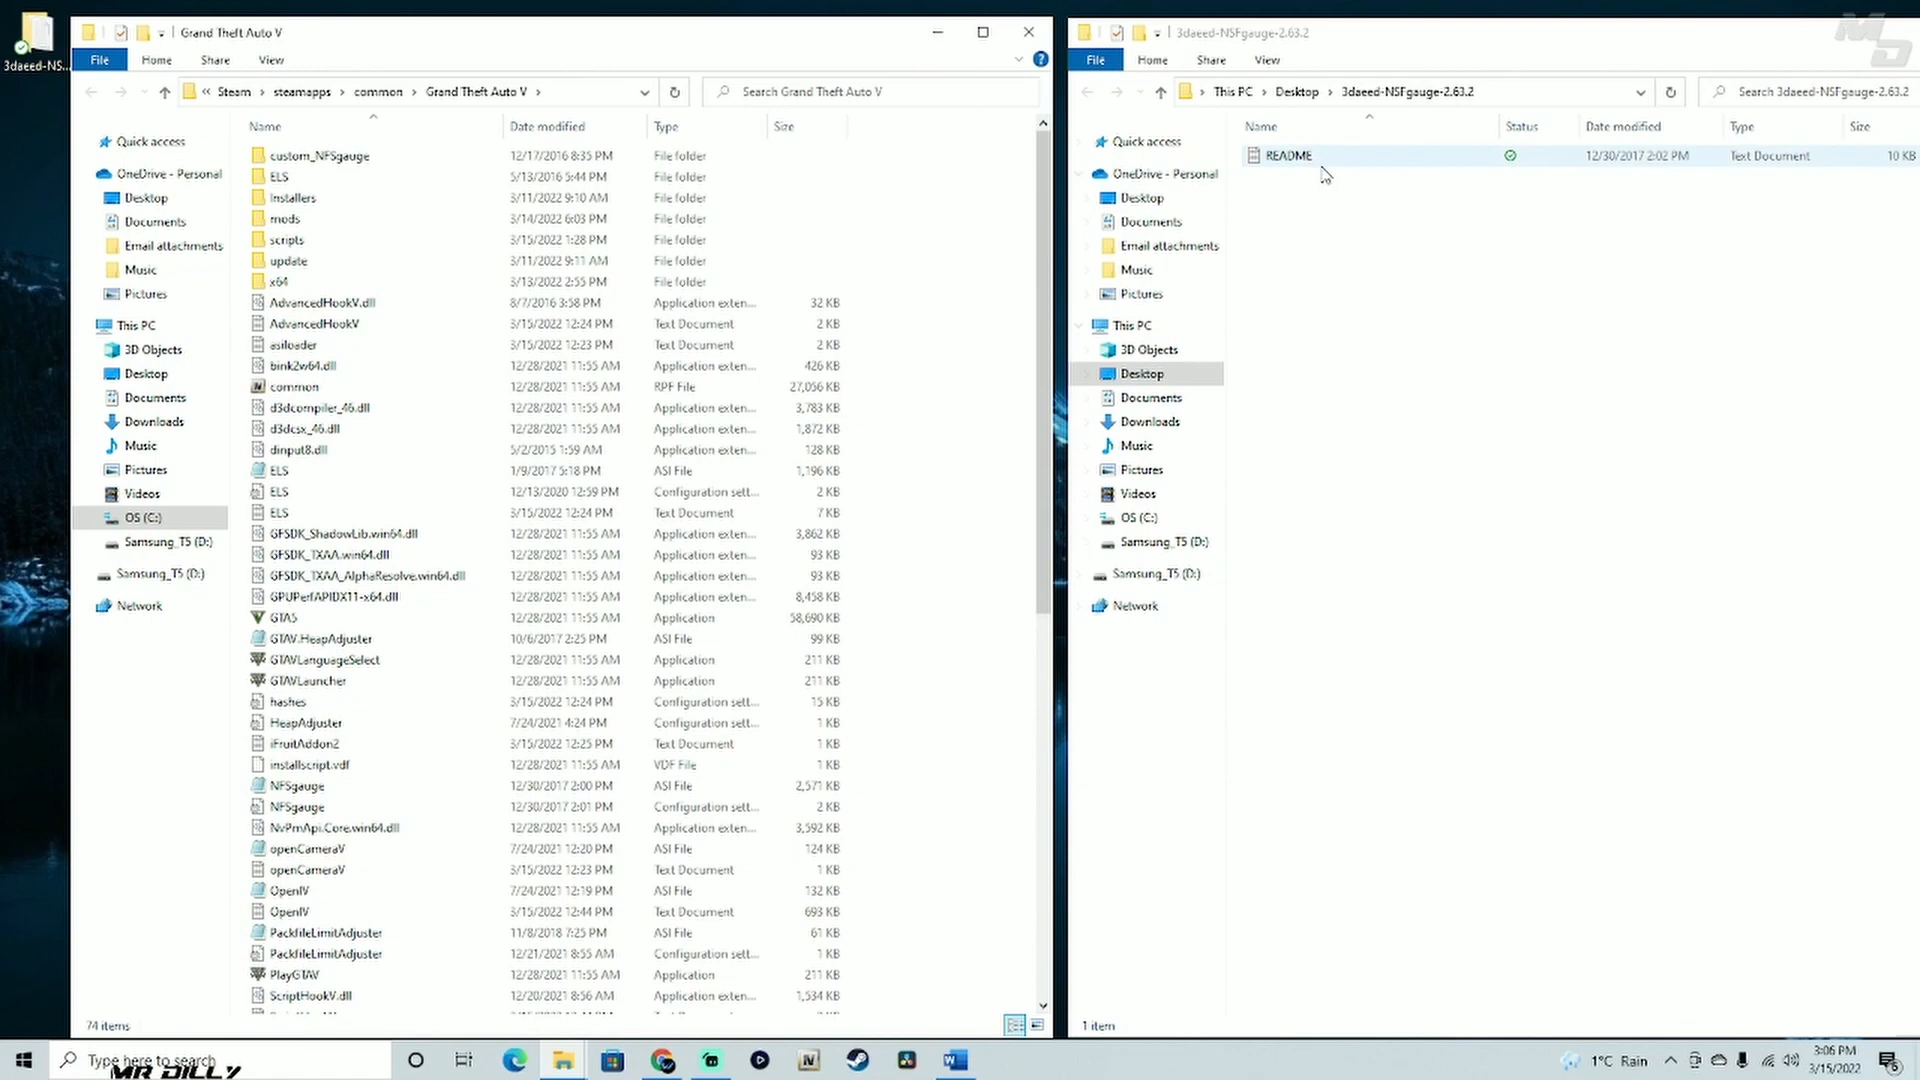 3daeed-NS...
Grand Theft Auto V
File Home Share View
« Steam › steamapps › common › Grand Theft Auto V ›
Search Grand Theft Auto V
Quick access
OneDrive - Personal
Desktop
Documents
Email attachments
Music
Pictures
This PC
3D Objects
Desktop
Documents
Downloads
Music
Pictures
Videos
OS (C:)
Samsung_T5 (D:)
Samsung_T5 (D:)
Network
Name Date modified Type Size
custom_NFSgauge 12/17/2016 8:35 PM File folder
ELS 5/13/2016 5:44 PM File folder
Installers 3/11/2022 9:10 AM File folder
mods 3/14/2022 6:03 PM File folder
scripts 3/15/2022 1:28 PM File folder
update 3/11/2022 9:11 AM File folder
x64 3/13/2022 2:55 PM File folder
AdvancedHookV.dll 8/7/2016 3:58 PM Application exten... 32 KB
AdvancedHookV 3/15/2022 12:24 PM Text Document 2 KB
asiloader 3/15/2022 12:23 PM Text Document 2 KB
bink2w64.dll 12/28/2021 11:55 AM Application exten... 426 KB
common 12/28/2021 11:55 AM RPF File 27,056 KB
d3dcompiler_46.dll 12/28/2021 11:55 AM Application exten... 3,783 KB
d3dcsx_46.dll 12/28/2021 11:55 AM Application exten... 1,872 KB
dinput8.dll 5/2/2015 1:59 AM Application exten... 128 KB
ELS 1/9/2017 5:18 PM ASI File 1,196 KB
ELS 12/13/2020 12:59 PM Configuration sett... 2 KB
ELS 3/15/2022 12:24 PM Text Document 7 KB
GFSDK_ShadowLib.win64.dll 12/28/2021 11:55 AM Application exten... 3,862 KB
GFSDK_TXAA.win64.dll 12/28/2021 11:55 AM Application exten... 93 KB
GFSDK_TXAA_AlphaResolve.win64.dll 12/28/2021 11:55 AM Application exten... 93 KB
GPUPerfAPIDX11-x64.dll 12/28/2021 11:55 AM Application exten... 8,458 KB
GTA5 12/28/2021 11:55 AM Application 58,690 KB
GTAV.HeapAdjuster 10/6/2017 2:25 PM ASI File 99 KB
GTAVLanguageSelect 12/28/2021 11:55 AM Application 211 KB
GTAVLauncher 12/28/2021 11:55 AM Application 211 KB
hashes 3/15/2022 12:24 PM Configuration sett... 15 KB
HeapAdjuster 7/24/2021 4:24 PM Configuration sett... 1 KB
iFruitAddon2 3/15/2022 12:25 PM Text Document 1 KB
installscript.vdf 12/28/2021 11:55 AM VDF File 1 KB
NFSgauge 12/30/2017 2:00 PM ASI File 2,571 KB
NFSgauge 12/30/2017 2:01 PM Configuration sett... 2 KB
NvPmApi.Core.win64.dll 12/28/2021 11:55 AM Application exten... 3,592 KB
openCameraV 7/24/2021 12:20 PM ASI File 124 KB
openCameraV 3/15/2022 12:23 PM Text Document 1 KB
OpenIV 7/24/2021 12:19 PM ASI File 132 KB
OpenIV 3/15/2022 12:44 PM Text Document 693 KB
PackfileLimitAdjuster 11/8/2018 7:25 PM ASI File 61 KB
PackfileLimitAdjuster 12/21/2021 8:55 AM Configuration sett... 1 KB
PlayGTAV 12/28/2021 11:55 AM Application 211 KB
ScriptHookV.dll 12/20/2021 8:56 AM Application exten... 1,534 KB
74 items
3daeed-NSFgauge-2.63.2
MD
File Home Share View
This PC › Desktop › 3daeed-NSFgauge-2.63.2
Search 3daeed-NSFgauge-2.63.2
Quick access
OneDrive - Personal
Desktop
Documents
Email attachments
Music
Pictures
This PC
3D Objects
Desktop
Documents
Downloads
Music
Pictures
Videos
OS (C:)
Samsung_T5 (D:)
Samsung_T5 (D:)
Network
Name Status Date modified Type Size
README 12/30/2017 2:02 PM Text Document 10 KB
1 item
Type here to search
MR DILLY
1°C Rain
3:06 PM
3/15/2022